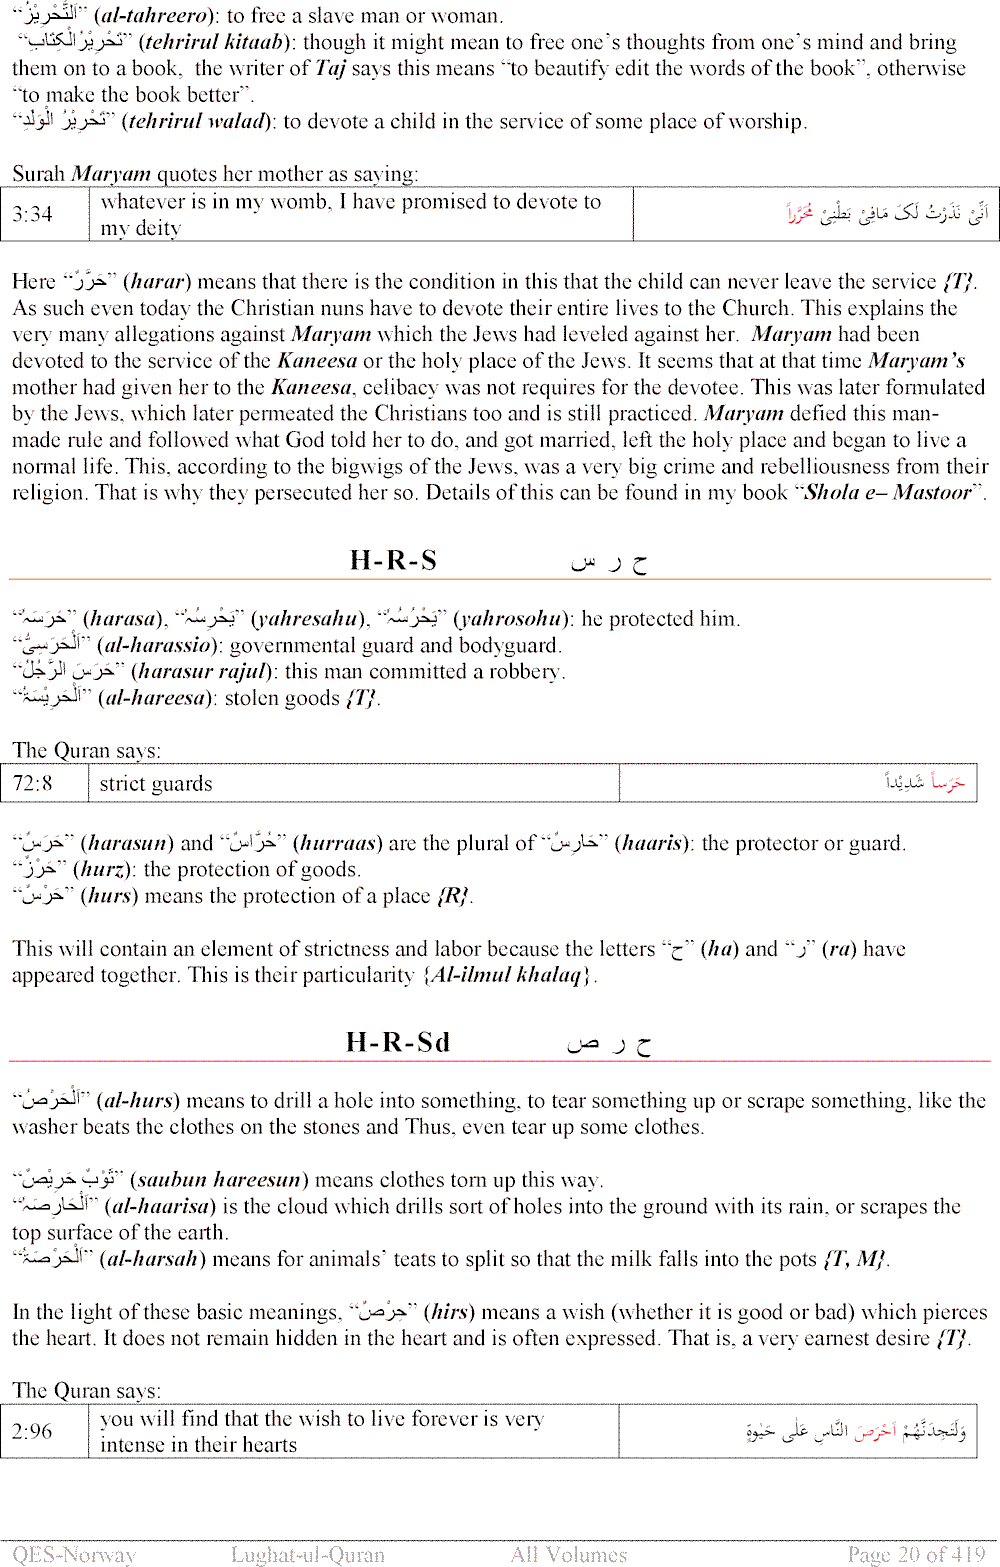 “اَلتَّحْرِيْرُ” (al-tahreero): to free a slave man or woman.
“تَحْرِيْرُالْكِتَابِ” (tehrirul kitaab): though it might mean to free one’s thoughts from one’s mind and bring
them on to a book, the writer of Taj says this means “to beautify edit the words of the book”, otherwise
“to make the book better”.
“تَحْرِيْرُ الْوَلَدِ” (tehrirul walad): to devote a child in the service of some place of worship.
Surah Maryam quotes her mother as saying:
3:34 whatever is in my womb, I have promised to devote to
my deity
اَنِّیْ نَذَرْتُ لَکَ مَافِیْ بَطْنِیْ مُحَرَّراً
Here “حَرَّرَ” (harar) means that there is the condition in this that the child can never leave the service {T}.
As such even today the Christian nuns have to devote their entire lives to the Church. This explains the
very many allegations against Maryam which the Jews had leveled against her. Maryam had been
devoted to the service of the Kaneesa or the holy place of the Jews. It seems that at that time Maryam’s
mother had given her to the Kaneesa, celibacy was not requires for the devotee. This was later formulated
by the Jews, which later permeated the Christians too and is still practiced. Maryam defied this man-
made rule and followed what God told her to do, and got married, left the holy place and began to live a
normal life. This, according to the bigwigs of the Jews, was a very big crime and rebelliousness from their
religion. That is why they persecuted her so. Details of this can be found in my book “Shola e– Mastoor”.
H-R-S ح ر س
“حَرَسَہٗ” (harasa), “يَحْرِسُہٗ” (yahresahu), “يَحْرُسُہٗ” (yahrosohu): he protected him.
“اَلْحَرَسِیُّ” (al-harassio): governmental guard and bodyguard.
“حَرَسَ الرَّجُلُ” (harasur rajul): this man committed a robbery.
“اَلْحَرِيْسَۃُ” (al-hareesa): stolen goods {T}.
The Quran says:
72:8 strict guards حَرَساً شَدِيْداً
“حَرَسٌ” (harasun) and “حُرَّاسٌ” (hurraas) are the plural of “حَارِسٌ” (haaris): the protector or guard.
“حَرْزٌ” (hurz): the protection of goods.
“حَرْسٌ” (hurs) means the protection of a place {R}.
This will contain an element of strictness and labor because the letters “ح” (ha) and “ر” (ra) have
appeared together. This is their particularity {Al-ilmul khalaq}.
H-R-Sd ح ر ص
“اَلْحَرْصُ” (al-hurs) means to drill a hole into something, to tear something up or scrape something, like the
washer beats the clothes on the stones and Thus, even tear up some clothes.
“ثَوْبٌ حَرِيْصٌ” (saubun hareesun) means clothes torn up this way.
“اَلْحَارِصَہٗ” (al-haarisa) is the cloud which drills sort of holes into the ground with its rain, or scrapes the
top surface of the earth.
“اَلْحَرْصَۃُ” (al-harsah) means for animals’ teats to split so that the milk falls into the pots {T, M}.
In the light of these basic meanings, “حِرْصٌ” (hirs) means a wish (whether it is good or bad) which pierces
the heart. It does not remain hidden in the heart and is often expressed. That is, a very earnest desire {T}.
The Quran says:
2:96 you will find that the wish to live forever is very
intense in their hearts
وَلَتَجِدَنَّهُمْ اَحْرَصَ النَّاسِ عَلٰی حَيٰوۃٍ
QES-Norway Lughat-ul-Quran All Volumes Page 20 of 419